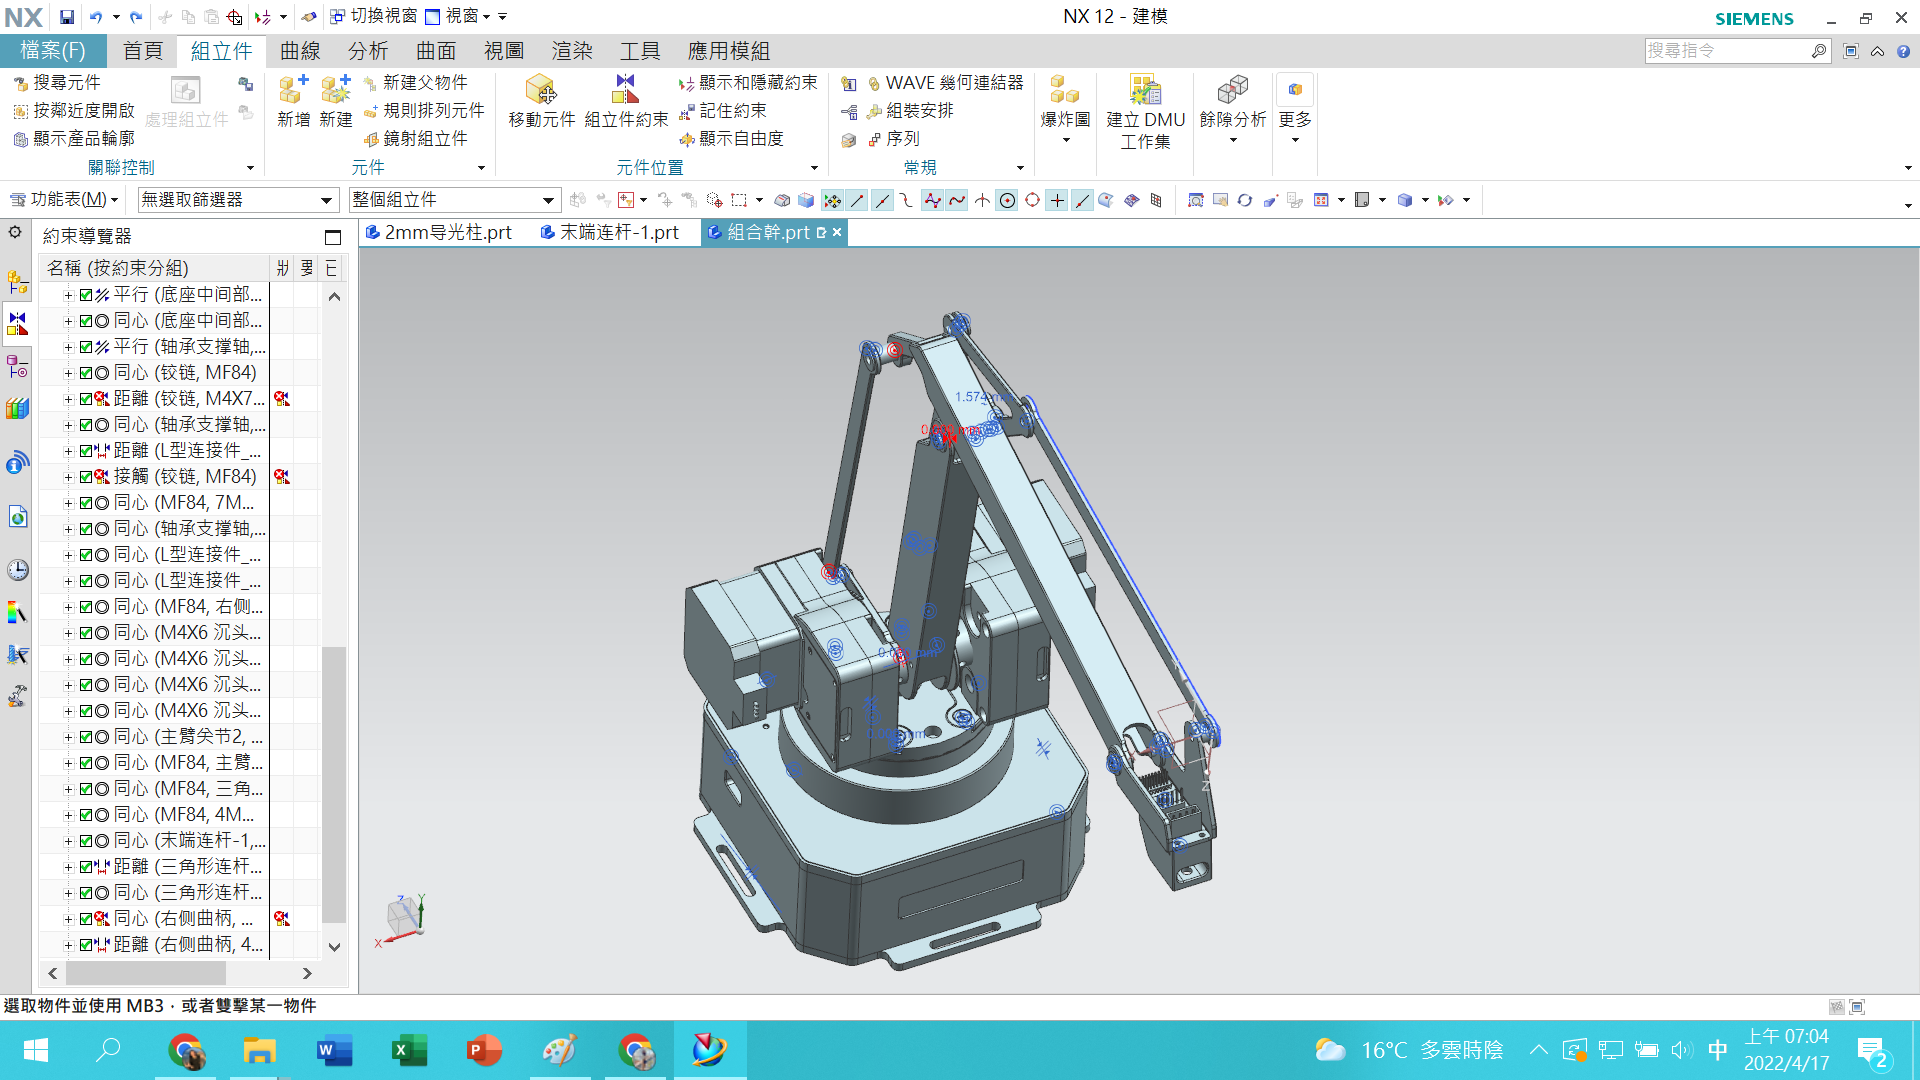 NX
切換視窗
視窗
NX 12 - 建模
SIEMENS
檔案(F)
首頁
組立件
曲線
分析
曲面
視圖
渲染
工具
應用模組
搜尋指令
搜尋元件
按鄰近度開啟
顯示產品輪廓
處理組立件
關聯控制
新增
新建
新建父物件
規則排列元件
鏡射組立件
元件
移動元件
組立件約束
顯示和隱藏約束
記住約束
顯示自由度
元件位置
WAVE 幾何連結器
組裝安排
序列
常規
爆炸圖
建立 DMU
工作集
餘隙分析
更多
功能表(M)
無選取篩選器
整個組立件
約束導覽器
2mm导光柱.prt
末端连杆-1.prt
組合幹.prt
名稱 (按約束分組)
狀
要
平行 (底座中间部...
同心 (底座中间部...
平行 (轴承支撑轴,...
同心 (铰链, MF84)
距離 (铰链, M4X7...
同心 (轴承支撑轴,...
距離 (L型连接件_...
接觸 (铰链, MF84)
同心 (MF84, 7M...
同心 (轴承支撑轴,...
同心 (L型连接件_...
同心 (L型连接件_...
同心 (MF84, 右侧...
同心 (M4X6 沉头...
同心 (M4X6 沉头...
同心 (M4X6 沉头...
同心 (M4X6 沉头...
同心 (主臂关节2, ...
同心 (MF84, 主臂...
同心 (MF84, 三角...
同心 (MF84, 4M...
同心 (末端连杆-1,...
距離 (三角形连杆...
同心 (三角形连杆...
同心 (右侧曲柄, ...
距離 (右侧曲柄, 4...
1.574
Z
Y
X
Z
選取物件並使用 MB3，或者雙擊某一物件
16°C 多雲時陰
中
上午 07:04
2022/4/17
2